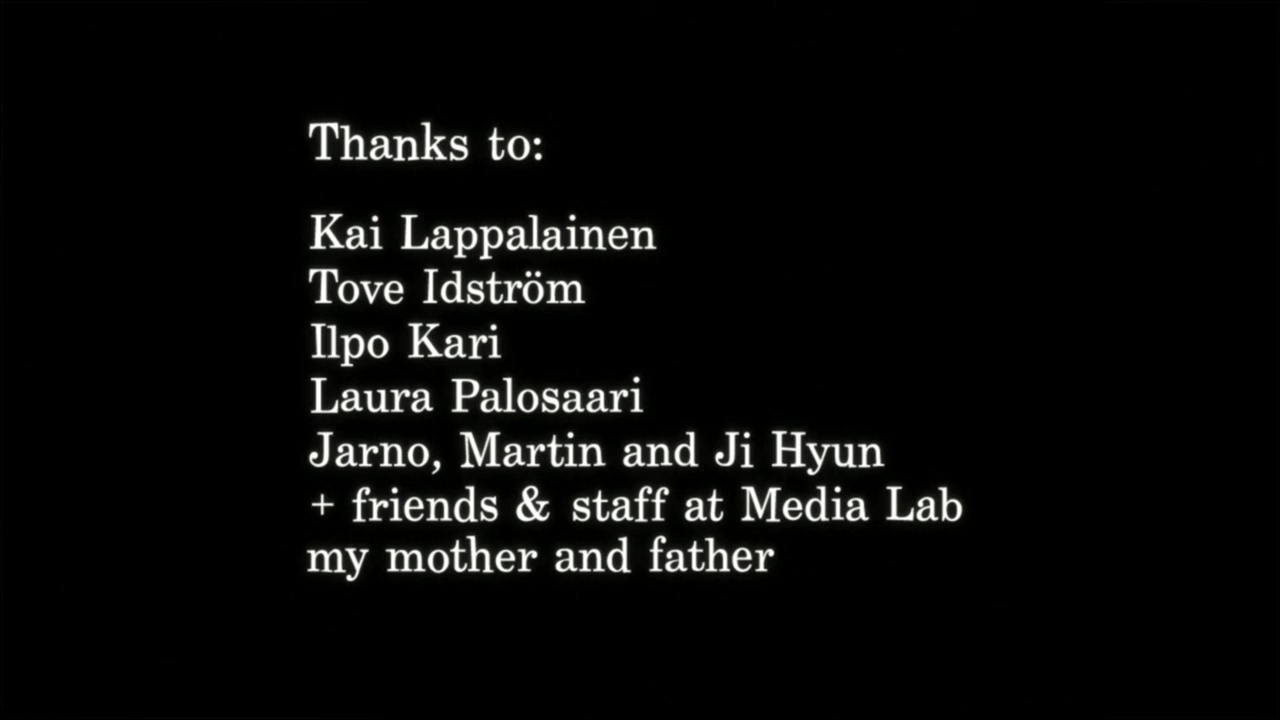 Thanks to:
Kai Lappalainen
Tove Idström
Ilpo Kari
Laura Palosaari
Jarno, Martin and Ji Hyun
+ friends & staff at Media Lab
my mother and father